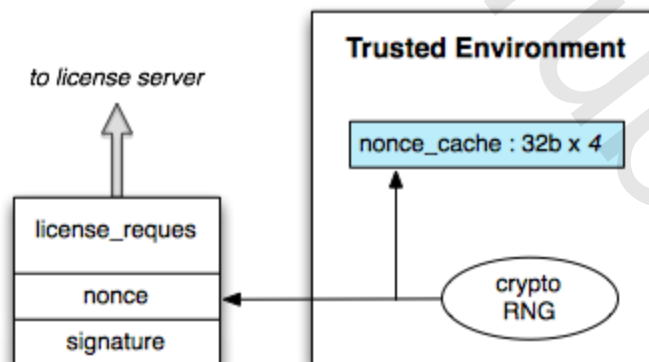 Trusted Environment
to license server
nonce_cache : 32b x 4
license_reques
nonce
crypto
RNG
signature